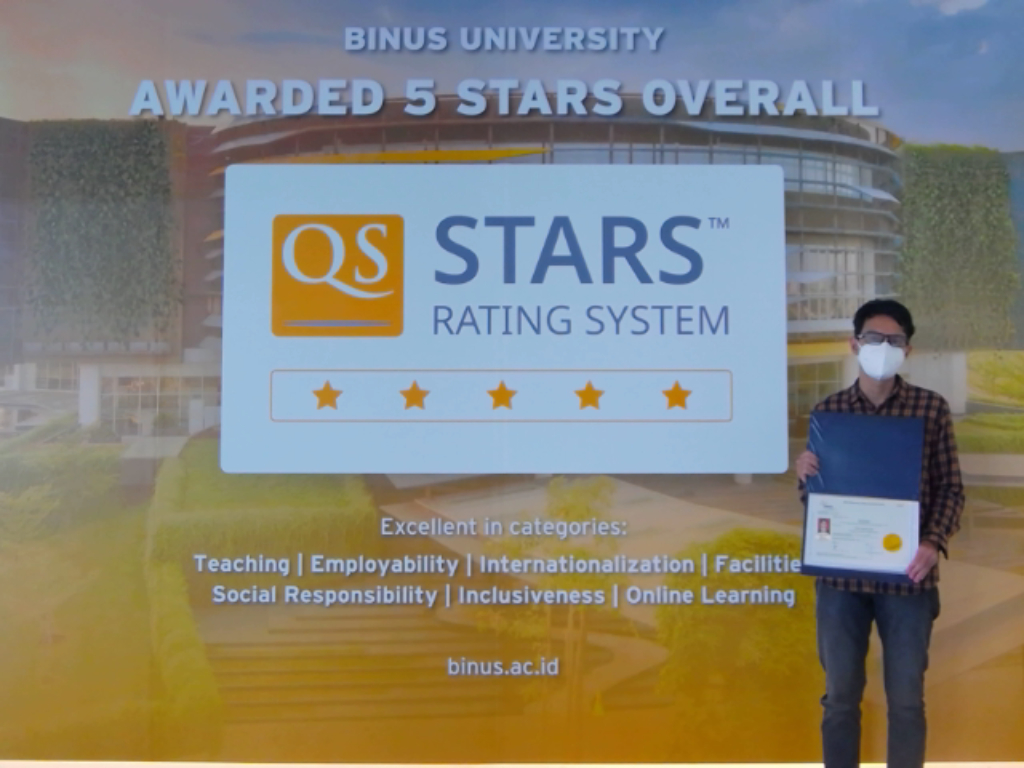 BINUS UNIVERSITY
AWARDED 5 STARS OVERALL
QS
STARS™
RATING SYSTEM
Excellent in categories:
Teaching | Employability | Internationalization | Facilitie
Social Responsibility | Inclusiveness | Online Learning
binus.ac.id